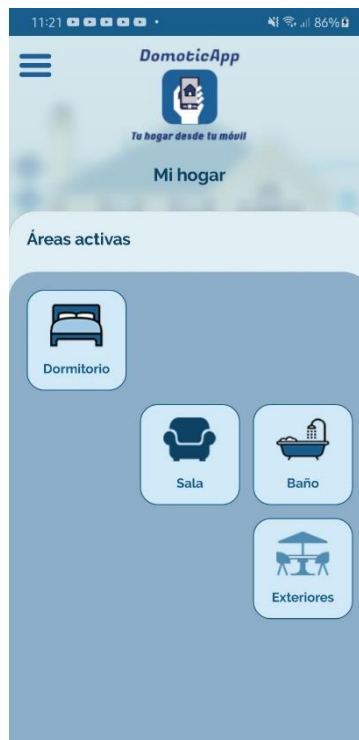 11:21
86%
DomoticApp
Tu hogar desde tu móvil
Mi hogar
Áreas activas
Dormitorio
Sala
Baño
Exteriores